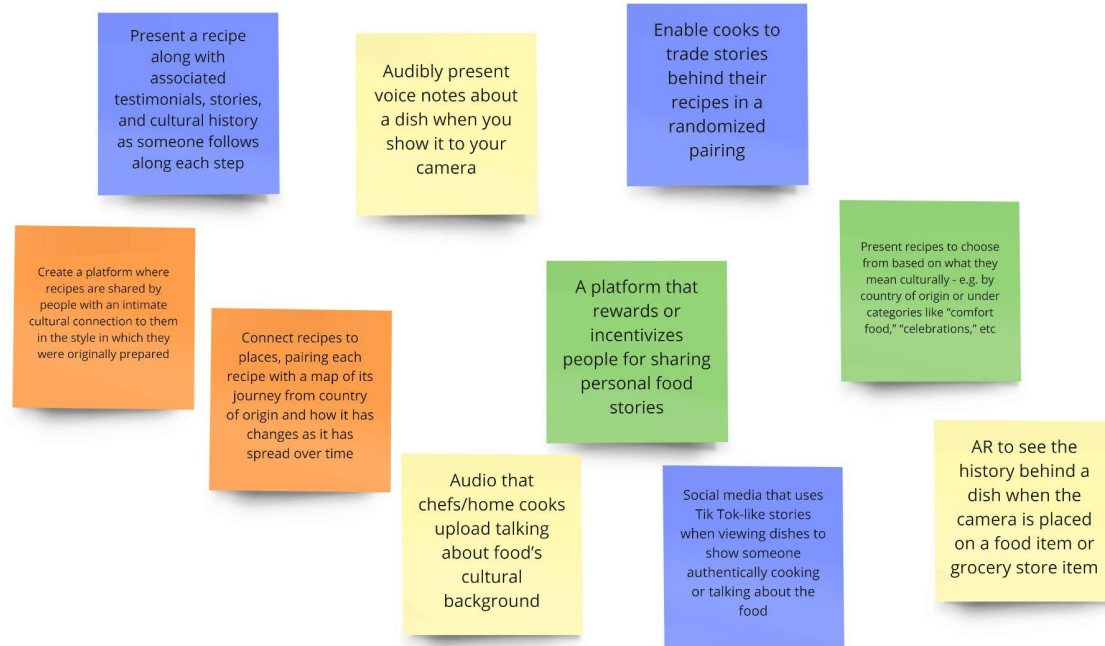 Present a recipe
along with
associated
testimonials, stories,
and cultural history
as someone follows
along each step
Audibly present
voice notes about
a dish when you
show it to your
camera
Enable cooks to
trade stories
behind their
recipes in a
randomized
pairing
Create a platform where
recipes are shared by
people with an intimate
cultural connection to them
in the style in which they
were originally prepared
Connect recipes to
places, pairing each
recipe with a map of its
journey from country
of origin and how it has
changes as it has
spread over time
A platform that
rewards or
incentivizes
people for sharing
personal food
stories
Present recipes to choose
from based on what they
mean culturally - e.g. by
country of origin or under
categories like “comfort
food,” “celebrations,” etc
Audio that
chefs/home cooks
upload talking
about food’s
cultural
background
Social media that uses
Tik Tok-like stories
when viewing dishes to
show someone
authentically cooking
or talking about the
food
AR to see the
history behind a
dish when the
camera is placed
on a food item or
grocery store item